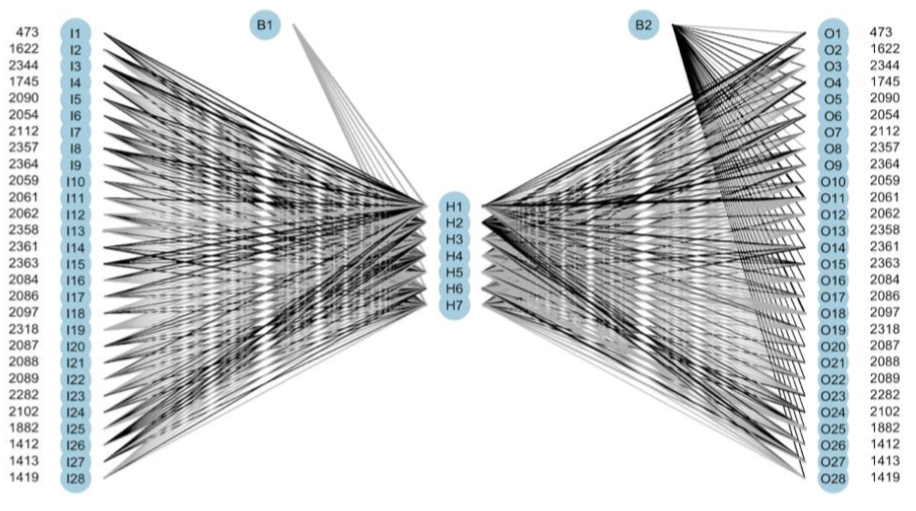 B1 B2
473 I1 O1 473
1622 I2 O2 1622
2344 I3 O3 2344
1745 I4 O4 1745
2090 I5 O5 2090
2054 I6 O6 2054
2112 I7 O7 2112
2357 I8 O8 2357
2364 I9 O9 2364
2059 I10 O10 2059
2061 I11 H1 O11 2061
2062 I12 H2 O12 2062
2358 I13 H3 O13 2358
2361 I14 H4 O14 2361
2363 I15 H5 O15 2363
2084 I16 H6 O16 2084
2086 I17 H7 O17 2086
2097 I18 O18 2097
2318 I19 O19 2318
2087 I20 O20 2087
2088 I21 O21 2088
2089 I22 O22 2089
2282 I23 O23 2282
2102 I24 O24 2102
1882 I25 O25 1882
1412 I26 O26 1412
1413 I27 O27 1413
1419 I28 O28 1419